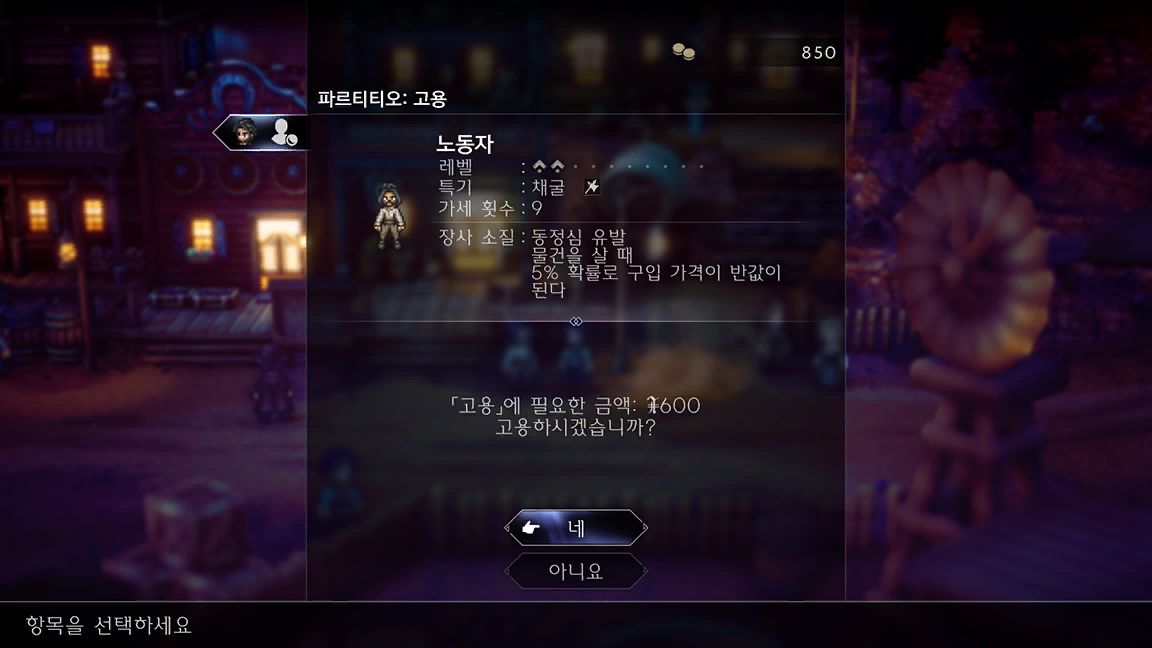 850
파르티티오: 고용
노동자
레벨 :
특기 : 채굴
가세 횟수 : 9
장사 소질 : 동정심 유발
물건을 살 때
5% 확률로 구입 가격이 반값이
된다
「고용」에 필요한 금액: 600
고용하시겠습니까?
네
아니요
항목을 선택하세요